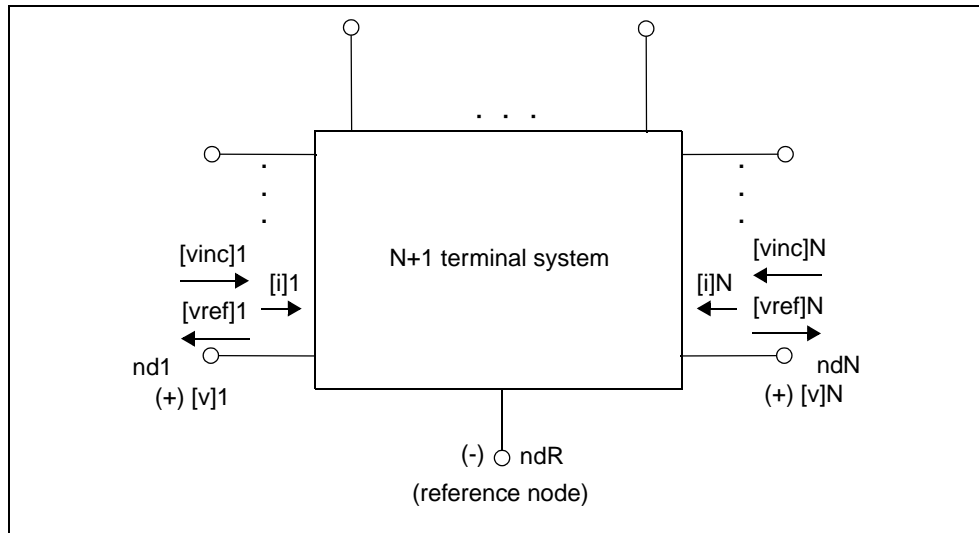 . . .
.
.
.
.
.
.
N+1 terminal system
[vinc]1
[vinc]N
[i]1
[i]N
[vref]1
[vref]N
nd1
ndN
(+) [v]1
(+) [v]N
(-) ndR
(reference node)